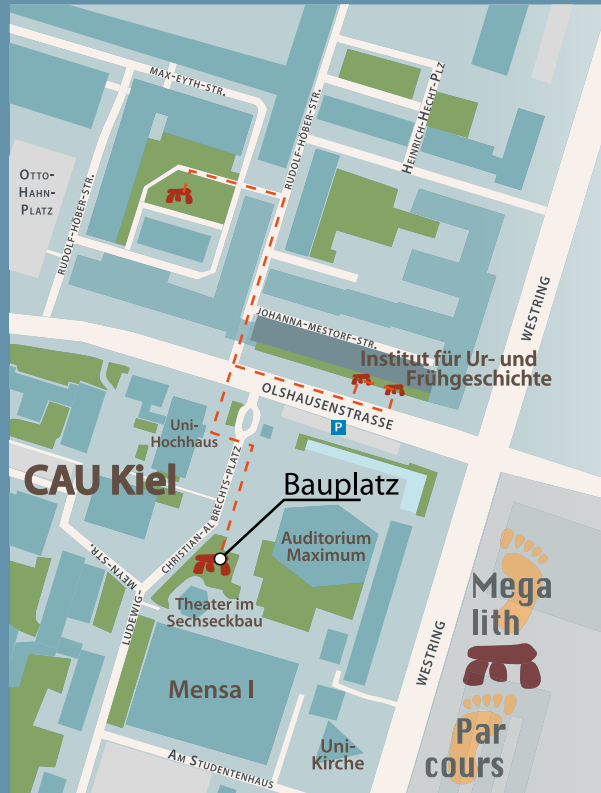 MAX-EYTH-STR.
HEINRICH-HECHT-PLZ
RUDOLF-HÖBER-STR.
OTTO-
HAHN-
PLATZ
RUDOLF-HÖBER-STR.
WESTRING
JOHANNA-MESTORF-STR.
Institut für Ur- und
Frühgeschichte
OLSHAUSENSTRASSE
P
Uni-
Hochhaus
CAU Kiel
CHRISTIAN-ALBRECHTS-PLATZ
Bauplatz
Auditorium
Maximum
LUDEWIG-
MEYN-STR.
Theater im
Sechseckbau
Mensa I
WESTRING
Uni-
Kirche
AM STUDENTENHAUS
Mega
lith
Par
cours